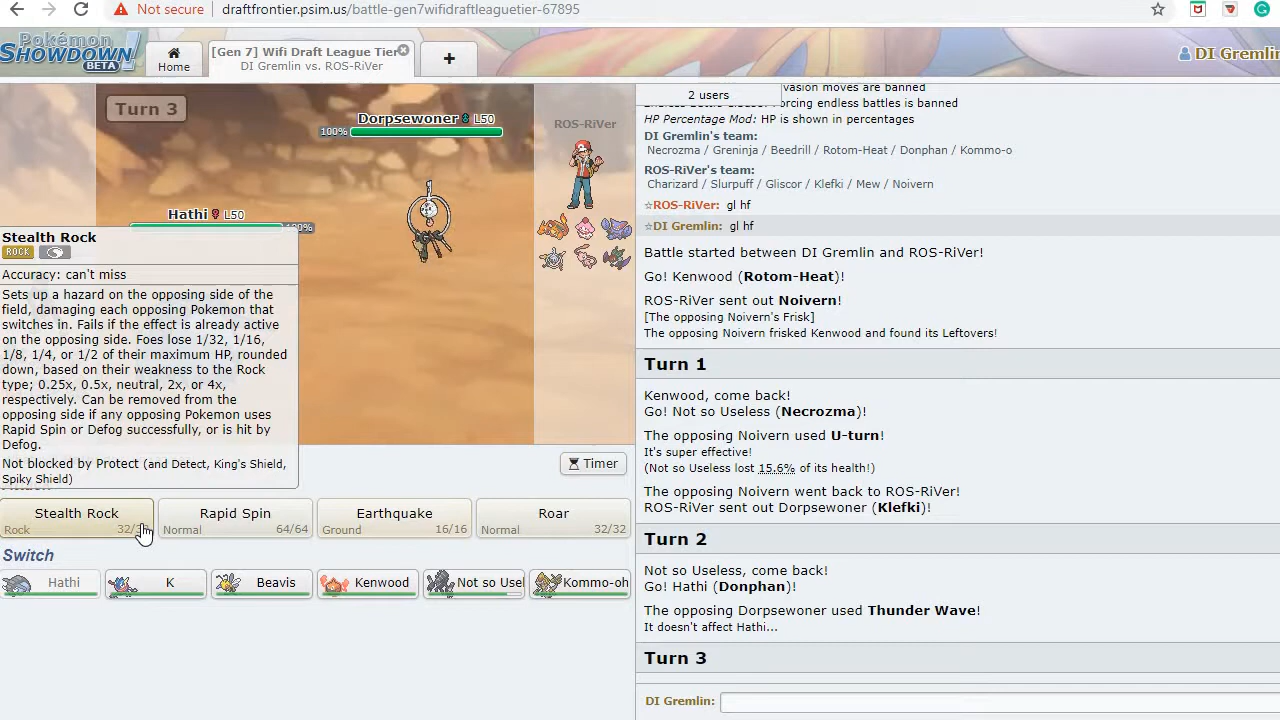 Not secure
draftfrontier.psim.us/battle-gen7wifidraftleaguetier-67895
Pokémon
SHOWDOWN!
BETA
Home
[Gen 7] Wifi Draft League Tier
DI Gremlin vs. ROS-RiVer
+
DI Gremlin
Turn 3
Dorpsewoner L50
100%
ROS-RiVer
Hathi L50
100%
Stealth Rock
ROCK
Accuracy: can't miss
Sets up a hazard on the opposing side of the
field, damaging each opposing Pokemon that
switches in. Fails if the effect is already active
on the opposing side. Foes lose 1/32, 1/16,
1/8, 1/4, or 1/2 of their maximum HP, rounded
down, based on their weakness to the Rock
type; 0.25x, 0.5x, neutral, 2x, or 4x,
respectively. Can be removed from the
opposing side if any opposing Pokemon uses
Rapid Spin or Defog successfully, or is hit by
Defog.
Not blocked by Protect (and Detect, King's Shield,
Spiky Shield)
Timer
Stealth Rock
Rock
Rapid Spin
Normal 64/64
Earthquake
Ground 16/16
Roar
Normal 32/32
Switch
Hathi
K
Beavis
Kenwood
Not so Usel
Kommo-oh
2 users
vasion moves are banned
orcing endless battles is banned
HP Percentage Mod: HP is shown in percentages
DI Gremlin's team:
Necrozma / Greninja / Beedrill / Rotom-Heat / Donphan / Kommo-o
ROS-RiVer's team:
Charizard / Slurpuff / Gliscor / Klefki / Mew / Noivern
☆ROS-RiVer: gl hf
☆DI Gremlin: gl hf
Battle started between DI Gremlin and ROS-RiVer!
Go! Kenwood (Rotom-Heat)!
ROS-RiVer sent out Noivern!
[The opposing Noivern's Frisk]
The opposing Noivern frisked Kenwood and found its Leftovers!
Turn 1
Kenwood, come back!
Go! Not so Useless (Necrozma)!
The opposing Noivern used U-turn!
It's super effective!
(Not so Useless lost 15.6% of its health!)
The opposing Noivern went back to ROS-RiVer!
ROS-RiVer sent out Dorpsewoner (Klefki)!
Turn 2
Not so Useless, come back!
Go! Hathi (Donphan)!
The opposing Dorpsewoner used Thunder Wave!
It doesn't affect Hathi...
Turn 3
DI Gremlin: